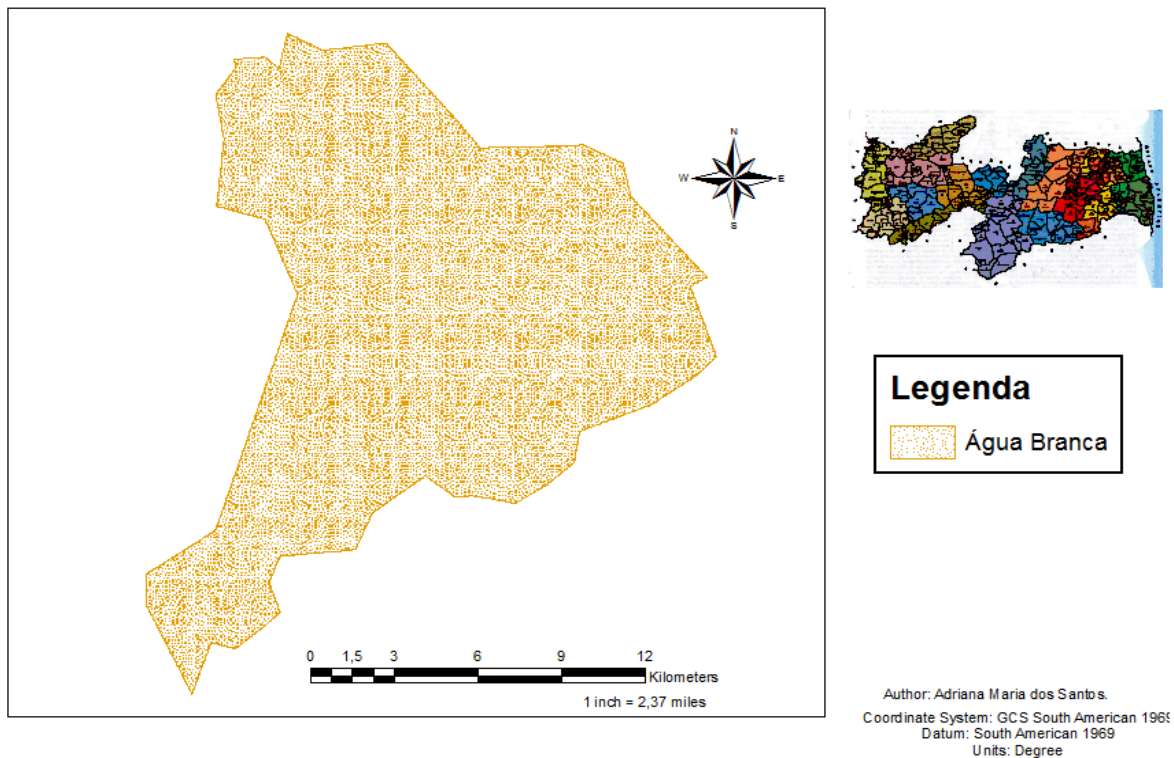 N
W E
S
0 1,5 3 6 9 12
Kilometers
1 inch = 2,37 miles
Legenda
Água Branca
Author: Adriana Maria dos Santos.
Coordinate System: GCS South American 1969
Datum: South American 1969
Units: Degree